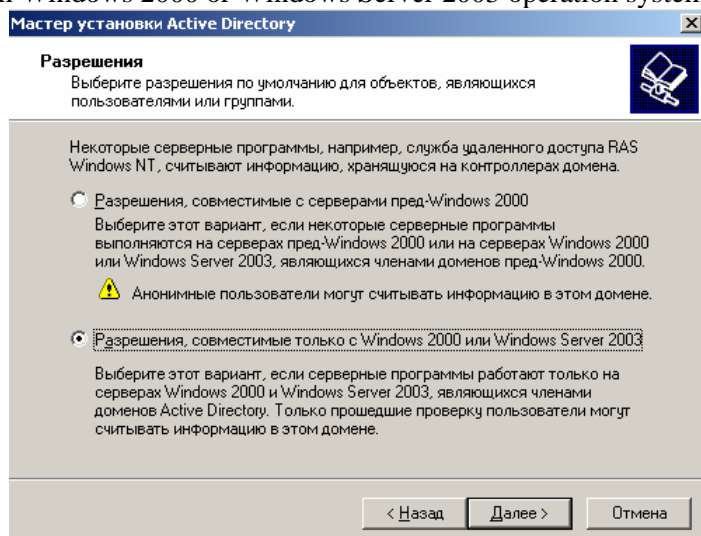 Windows 2000 or Windows Server 2003 operation system
Мастер установки Active Directory
Разрешения
Выберите разрешения по умолчанию для объектов, являющихся
пользователями или группами.
Некоторые серверные программы, например, служба удаленного доступа RAS
Windows NT, считывают информацию, хранящуюся на контроллерах домена.
Разрешения, совместимые с серверами пред-Windows 2000
Выберите этот вариант, если некоторые серверные программы
выполняются на серверах пред-Windows 2000 или на серверах Windows 2000
или Windows Server 2003, являющихся членами доменов пред-Windows 2000.
Анонимные пользователи могут считывать информацию в этом домене.
Разрешения, совместимые только с Windows 2000 или Windows Server 2003
Выберите этот вариант, если серверные программы работают только на
серверах Windows 2000 и Windows Server 2003, являющихся членами
доменов Active Directory. Только прошедшие проверку пользователи могут
считывать информацию в этом домене.
< Назад Далее > Отмена